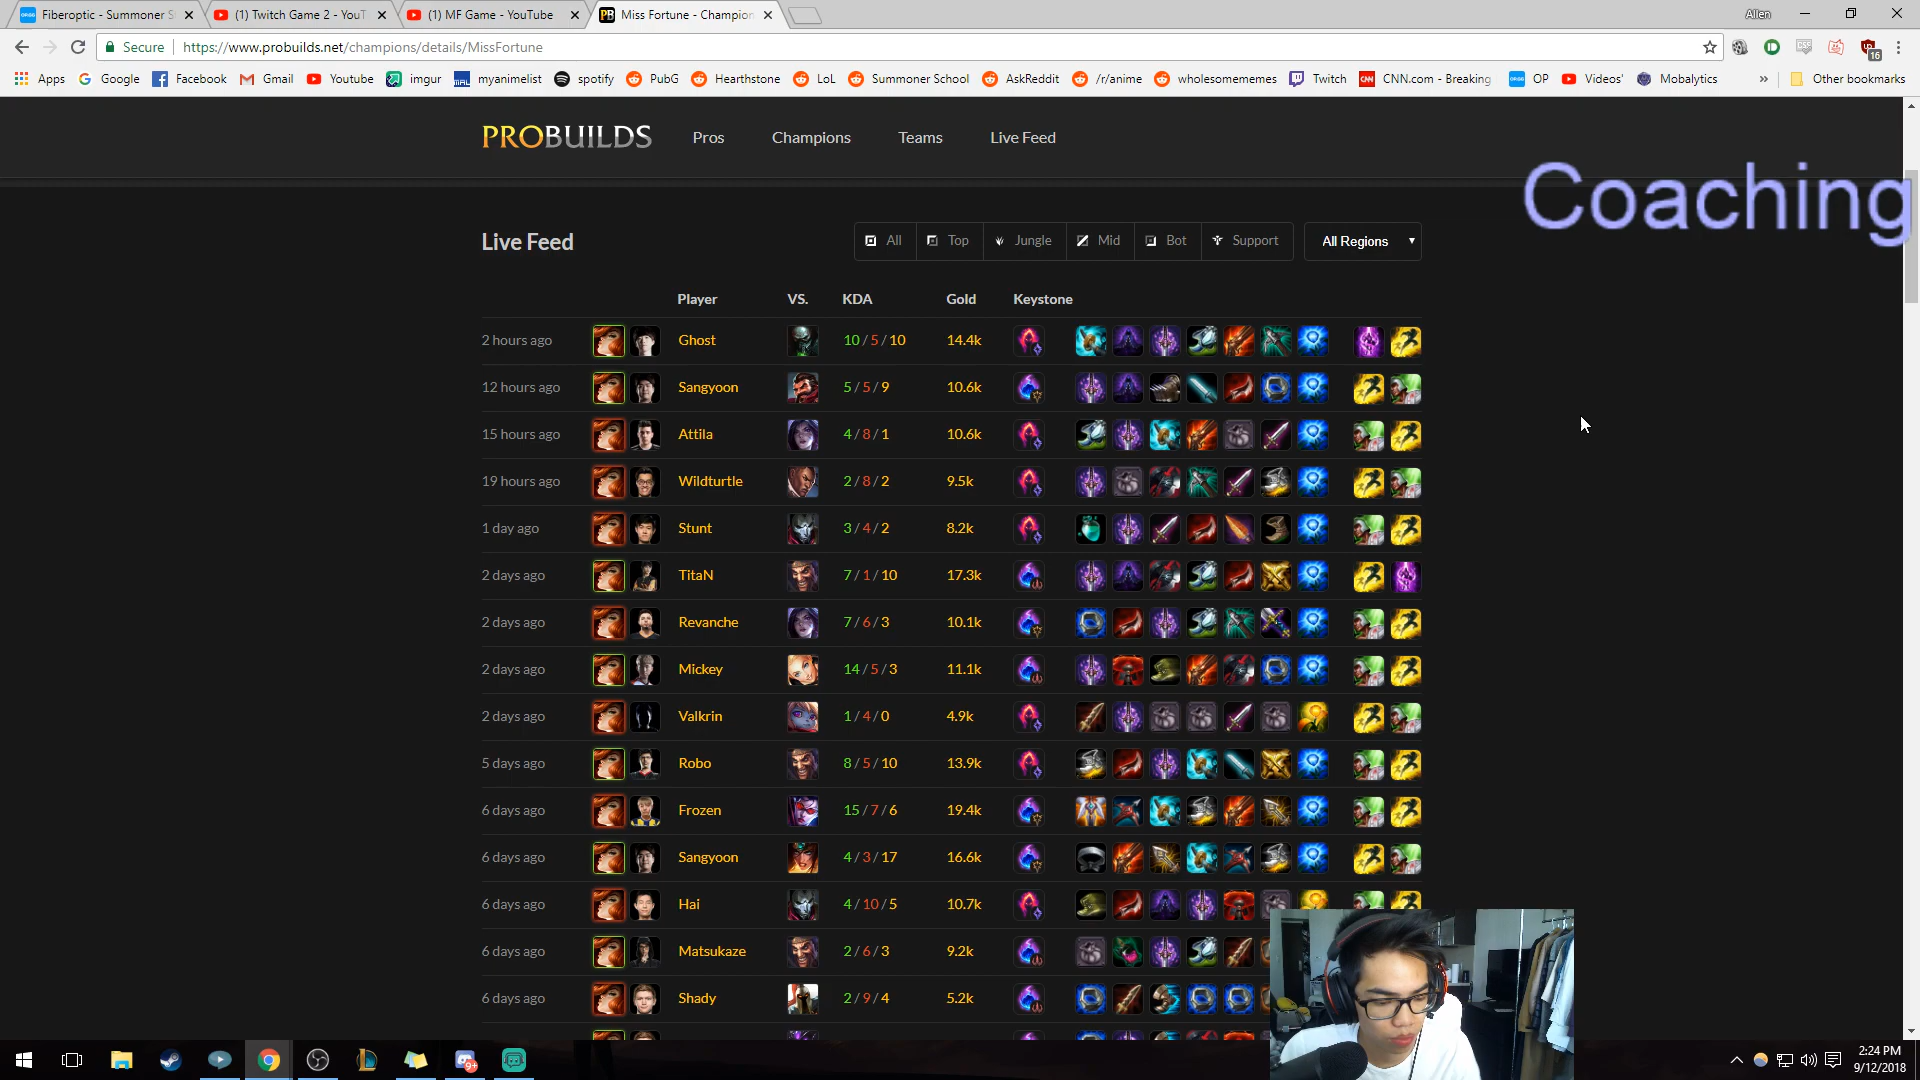 Fiberoptic - Summoner S
(1) Twitch Game 2 - YouT
(1) MF Game - YouTube
Miss Fortune - Champion
Allen
Secure
https://www.probuilds.net/champions/details/MissFortune
16
Apps
Google
Facebook
Gmail
Youtube
imgur
myanimelist
spotify
PubG
Hearthstone
LoL
Summoner School
AskReddit
/r/anime
wholesomememes
Twitch
CNN.com - Breaking
OP
Videos'
Mobalytics
»
Other bookmarks
PROBUILDS
Pros
Champions
Teams
Live Feed
Coaching
Live Feed
All
Top
Jungle
Mid
Bot
Support
All Regions
Player
VS.
KDA
Gold
Keystone
2 hours ago Ghost 10 / 5 / 10 14.4k
12 hours ago Sangyoon 5 / 5 / 9 10.6k
15 hours ago Attila 4 / 8 / 1 10.6k
19 hours ago Wildturtle 2 / 8 / 2 9.5k
1 day ago Stunt 3 / 4 / 2 8.2k
2 days ago TitaN 7 / 1 / 10 17.3k
2 days ago Revanche 7 / 6 / 3 10.1k
2 days ago Mickey 14 / 5 / 3 11.1k
2 days ago Valkrin 1 / 4 / 0 4.9k
5 days ago Robo 8 / 5 / 10 13.9k
6 days ago Frozen 15 / 7 / 6 19.4k
6 days ago Sangyoon 4 / 3 / 17 16.6k
6 days ago Hai 4 / 10 / 5 10.7k
6 days ago Matsukaze 2 / 6 / 3 9.2k
6 days ago Shady 2 / 9 / 4 5.2k
9+
2:24 PM
9/12/2018